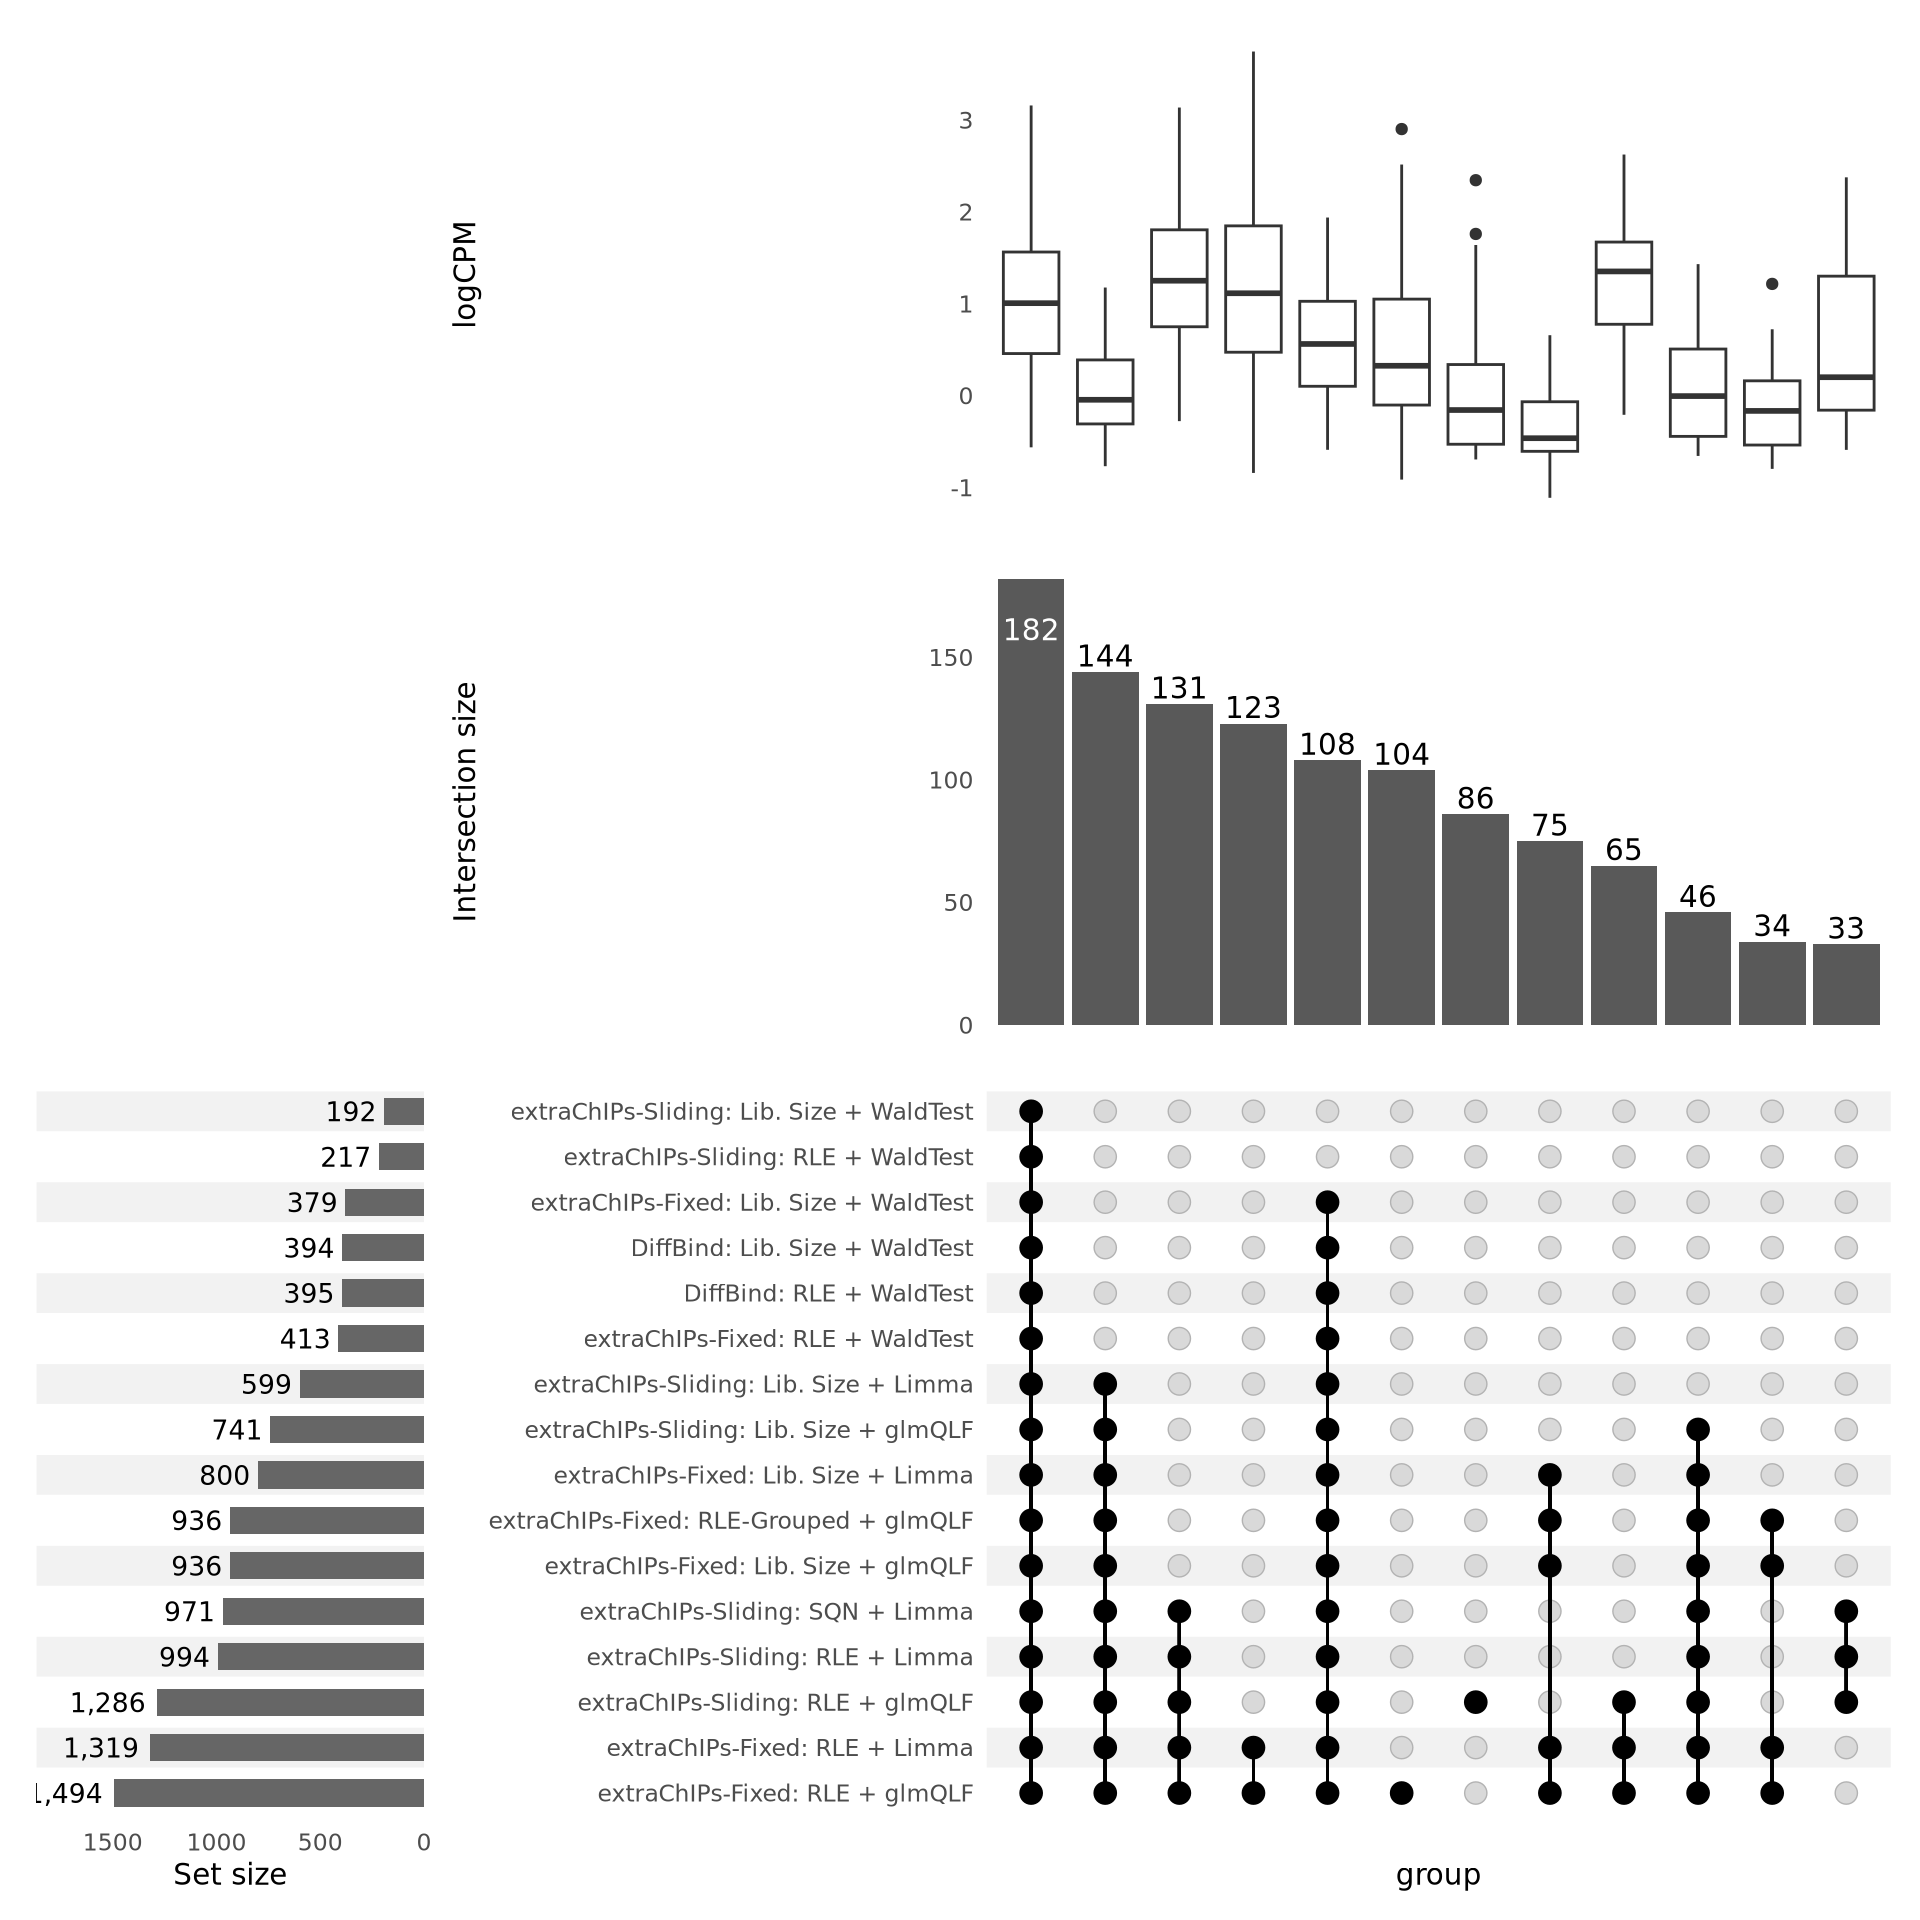 logCPM
3
2
1
0
-1
Intersection size
150
100
50
0
182
144
131
123
108
104
86
75
65
46
34
33
192 extraChIPs-Sliding: Lib. Size + WaldTest
217 extraChIPs-Sliding: RLE + WaldTest
379 extraChIPs-Fixed: Lib. Size + WaldTest
394 DiffBind: Lib. Size + WaldTest
395 DiffBind: RLE + WaldTest
413 extraChIPs-Fixed: RLE + WaldTest
599 extraChIPs-Sliding: Lib. Size + Limma
741 extraChIPs-Sliding: Lib. Size + glmQLF
800 extraChIPs-Fixed: Lib. Size + Limma
936 extraChIPs-Fixed: RLE-Grouped + glmQLF
936 extraChIPs-Fixed: Lib. Size + glmQLF
971 extraChIPs-Sliding: SQN + Limma
994 extraChIPs-Sliding: RLE + Limma
1,286 extraChIPs-Sliding: RLE + glmQLF
1,319 extraChIPs-Fixed: RLE + Limma
1,494 extraChIPs-Fixed: RLE + glmQLF
1500 1000 500 0
Set size
group